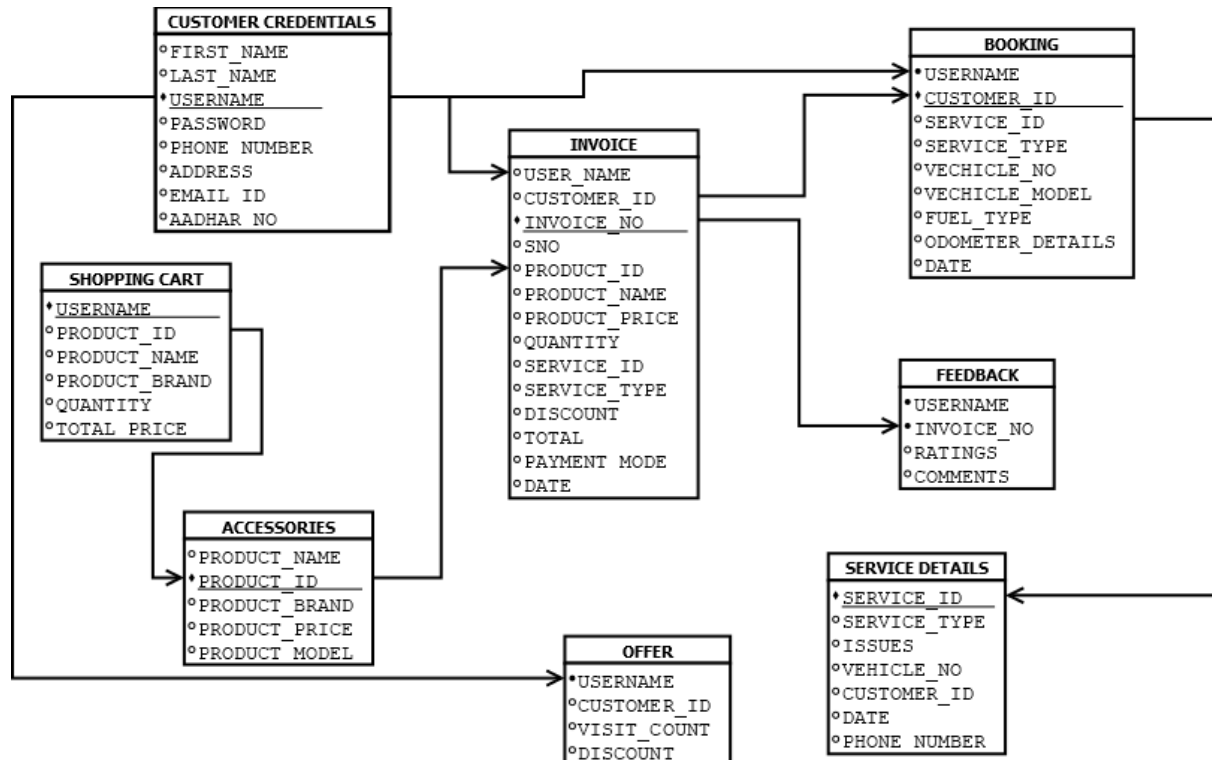 CUSTOMER CREDENTIALS
FIRST_NAME
LAST_NAME
USERNAME
PASSWORD
PHONE NUMBER
ADDRESS
EMAIL ID
AADHAR NO
BOOKING
USERNAME
CUSTOMER_ID
SERVICE_ID
SERVICE_TYPE
VECHICLE_NO
VECHICLE_MODEL
FUEL_TYPE
ODOMETER_DETAILS
DATE
INVOICE
USER_NAME
CUSTOMER_ID
INVOICE_NO
SNO
PRODUCT_ID
PRODUCT_NAME
PRODUCT_PRICE
QUANTITY
SERVICE_ID
SERVICE_TYPE
DISCOUNT
TOTAL
PAYMENT MODE
DATE
SHOPPING CART
USERNAME
PRODUCT_ID
PRODUCT_NAME
PRODUCT_BRAND
QUANTITY
TOTAL PRICE
FEEDBACK
USERNAME
INVOICE_NO
RATINGS
COMMENTS
ACCESSORIES
PRODUCT_NAME
PRODUCT_ID
PRODUCT_BRAND
PRODUCT_PRICE
PRODUCT MODEL
SERVICE DETAILS
SERVICE_ID
SERVICE_TYPE
ISSUES
VEHICLE_NO
CUSTOMER_ID
DATE
PHONE NUMBER
OFFER
USERNAME
CUSTOMER_ID
VISIT_COUNT
DISCOUNT